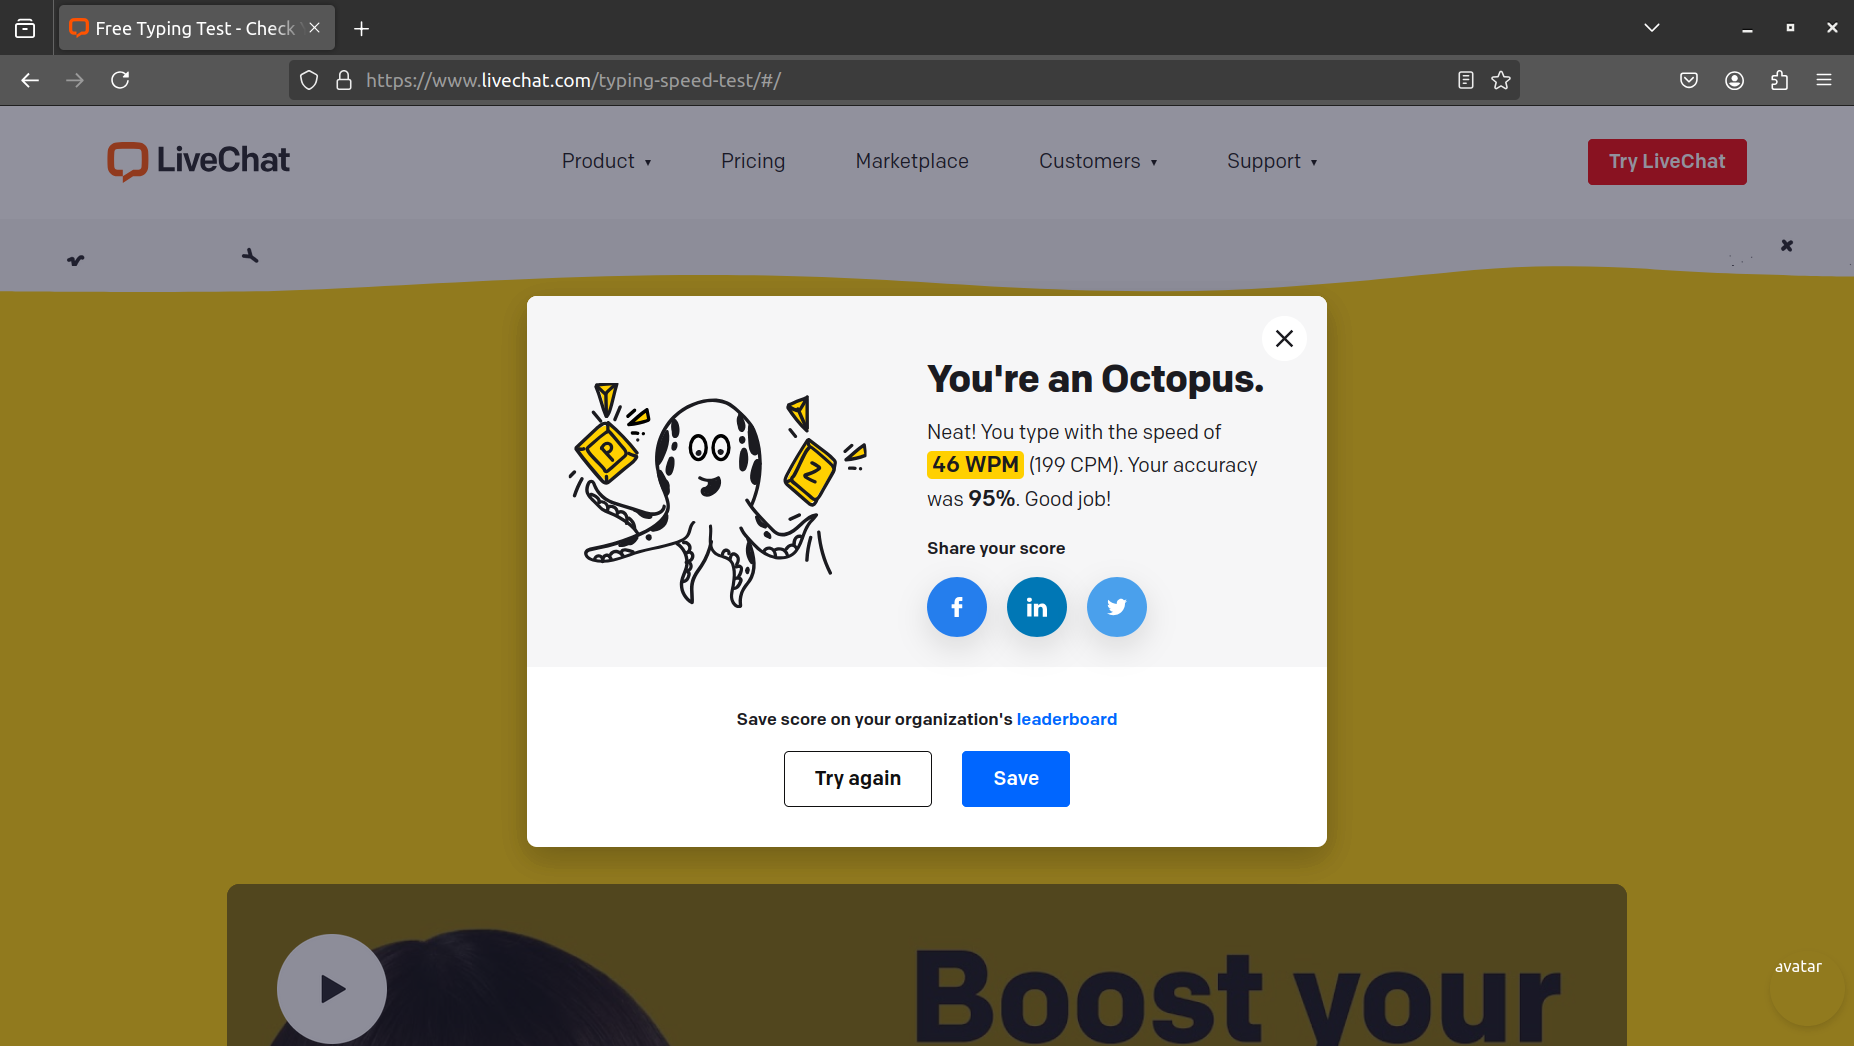 Free Typing Test - Check
https://www.livechat.com/typing-speed-test/#/
LiveChat
Product
Pricing
Marketplace
Customers
Support
Try LiveChat
You're an Octopus.
Neat! You type with the speed of
46 WPM (199 CPM). Your accuracy
was 95%. Good job!
P
Z
Share your score
f
in
Save score on your organization's leaderboard
Try again
Save
Boost your
avatar